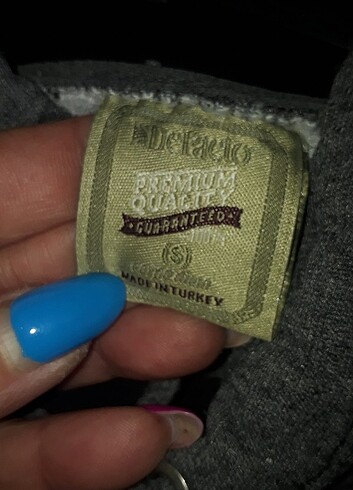 DeFacto
PREMIUM
QUALITY
GUARANTEED
S
MADE IN TURKEY